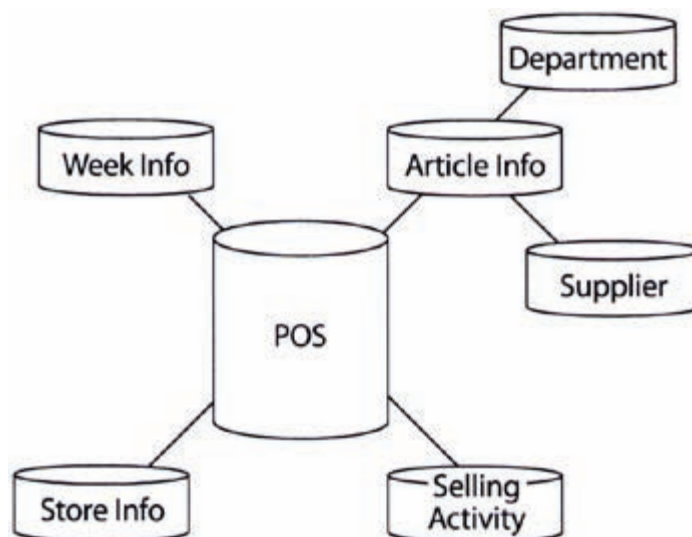 Department
Week Info
Article Info
Supplier
POS
Store Info
Selling
Activity